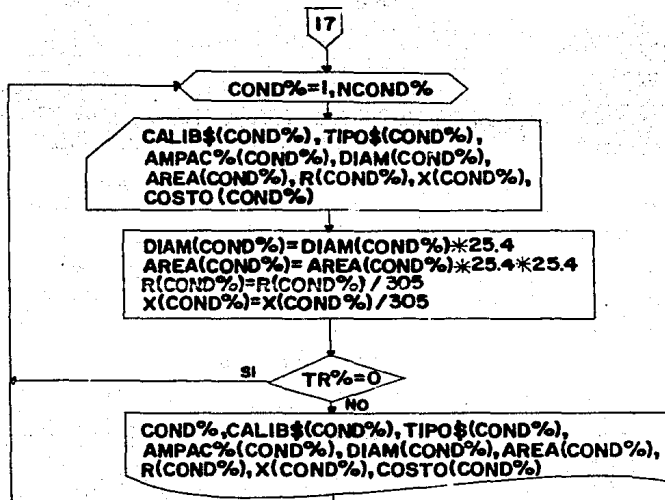 17
COND%=1,NCOND%
CALIB$(COND%),TIPO$(COND%),
AMPAC%(COND%),DIAM(COND%),
AREA(COND%),R(COND%),X(COND%),
COSTO(COND%)
DIAM(COND%)=DIAM(COND%)*25.4
AREA(COND%)=AREA(COND%)*25.4*25.4
R(COND%)=R(COND%)/305
X(COND%)=X(COND%)/305
SI
TR%=0
NO
COND%,CALIB$(COND%),TIPO$(COND%),
AMPAC%(COND%),DIAM(COND%),AREA(COND%),
R(COND%),X(COND%),COSTO(COND%)